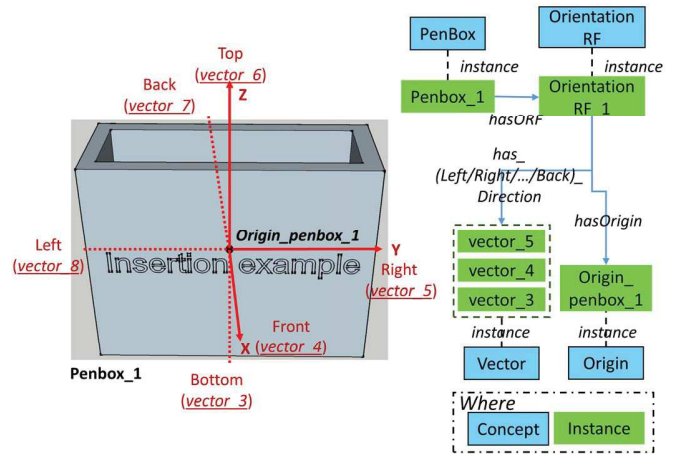 Top
(vector_6)
Z
Back
(vector_7)
Origin_penbox_1
Y
Left
(vector_8)
Insertion example
Right
(vector_5)
Front
X
(vector_4)
Penbox_1
Bottom
(vector_3)
PenBox
Orientation
RF
instance
instance
Penbox_1
Orientation
RF_1
hasORF
has_
(Left/Right/.../Back)_
Direction
hasOrigin
vector_5
vector_4
vector_3
Origin_
penbox_1
instance
instance
Vector
Origin
Where
Concept
Instance